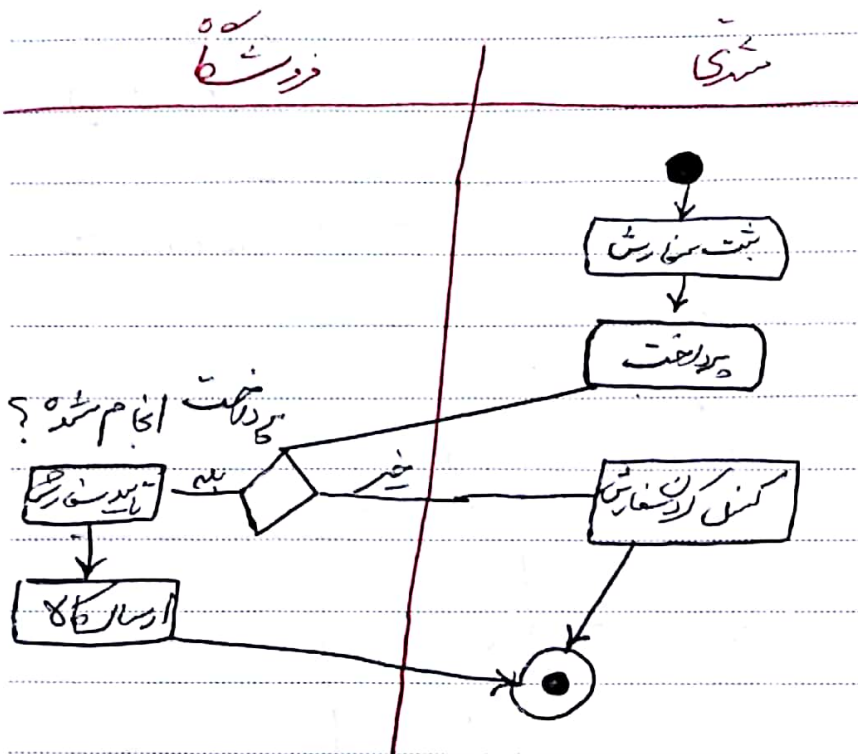 مشتری
فروشگاه
ثبت سفارش
پرداخت
پرداخت انجام شده؟
خیر
بله
کنسل کردن سفارش
تایید سفارش
ارسال کالا